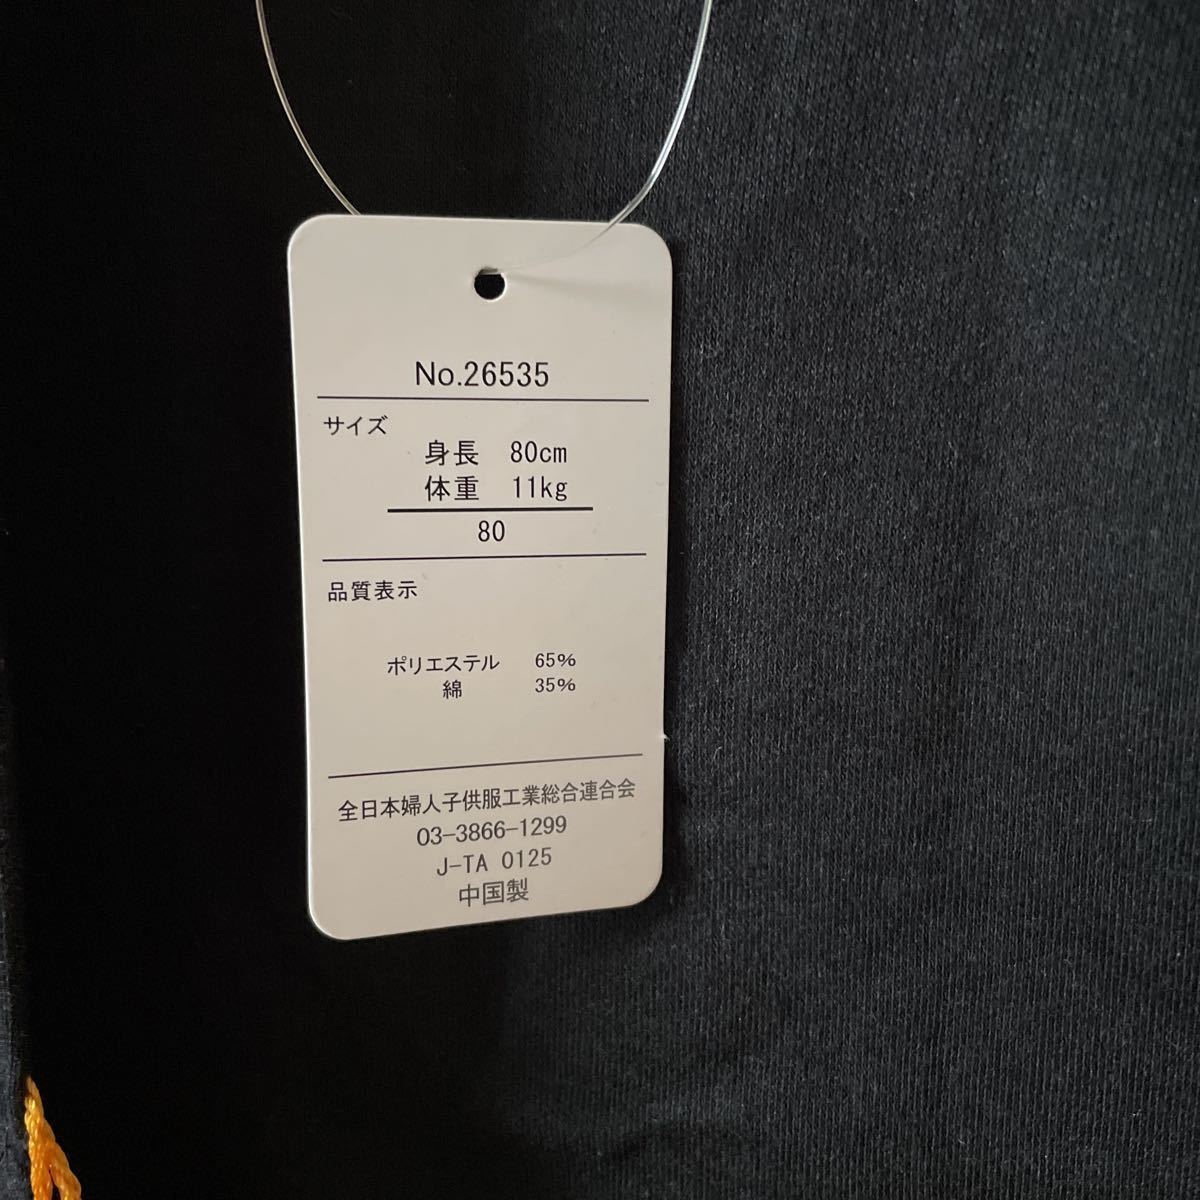 No.26535
サイズ
身長 80cm
体重 11kg
80
品質表示
ポリエステル 65%
綿 35%
全日本婦人子供服工業総合連合会
03-3866-1299
J-TA 0125
中国製